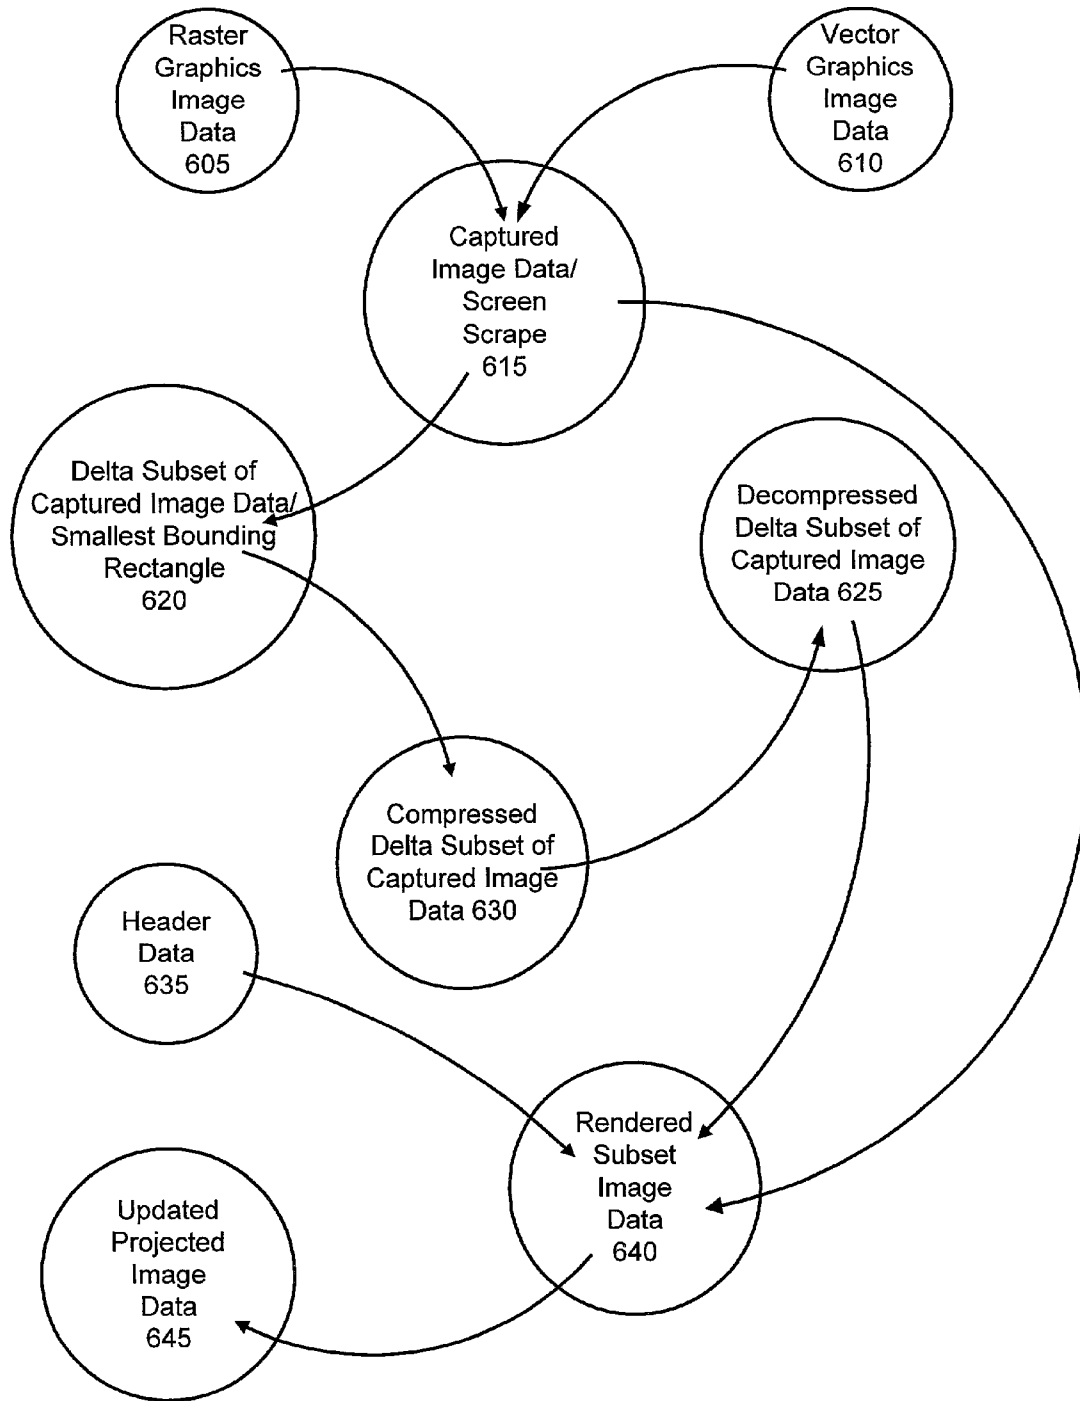 Raster
Graphics
Image
Data
605
Vector
Graphics
Image
Data
610
Captured
Image Data/
Screen
Scrape
615
Delta Subset of
Captured Image Data/
Smallest Bounding
Rectangle
620
Decompressed
Delta Subset of
Captured Image
Data 625
Compressed
Delta Subset of
Captured Image
Data 630
Header
Data
635
Rendered
Subset
Image
Data
640
Updated
Projected
Image
Data
645